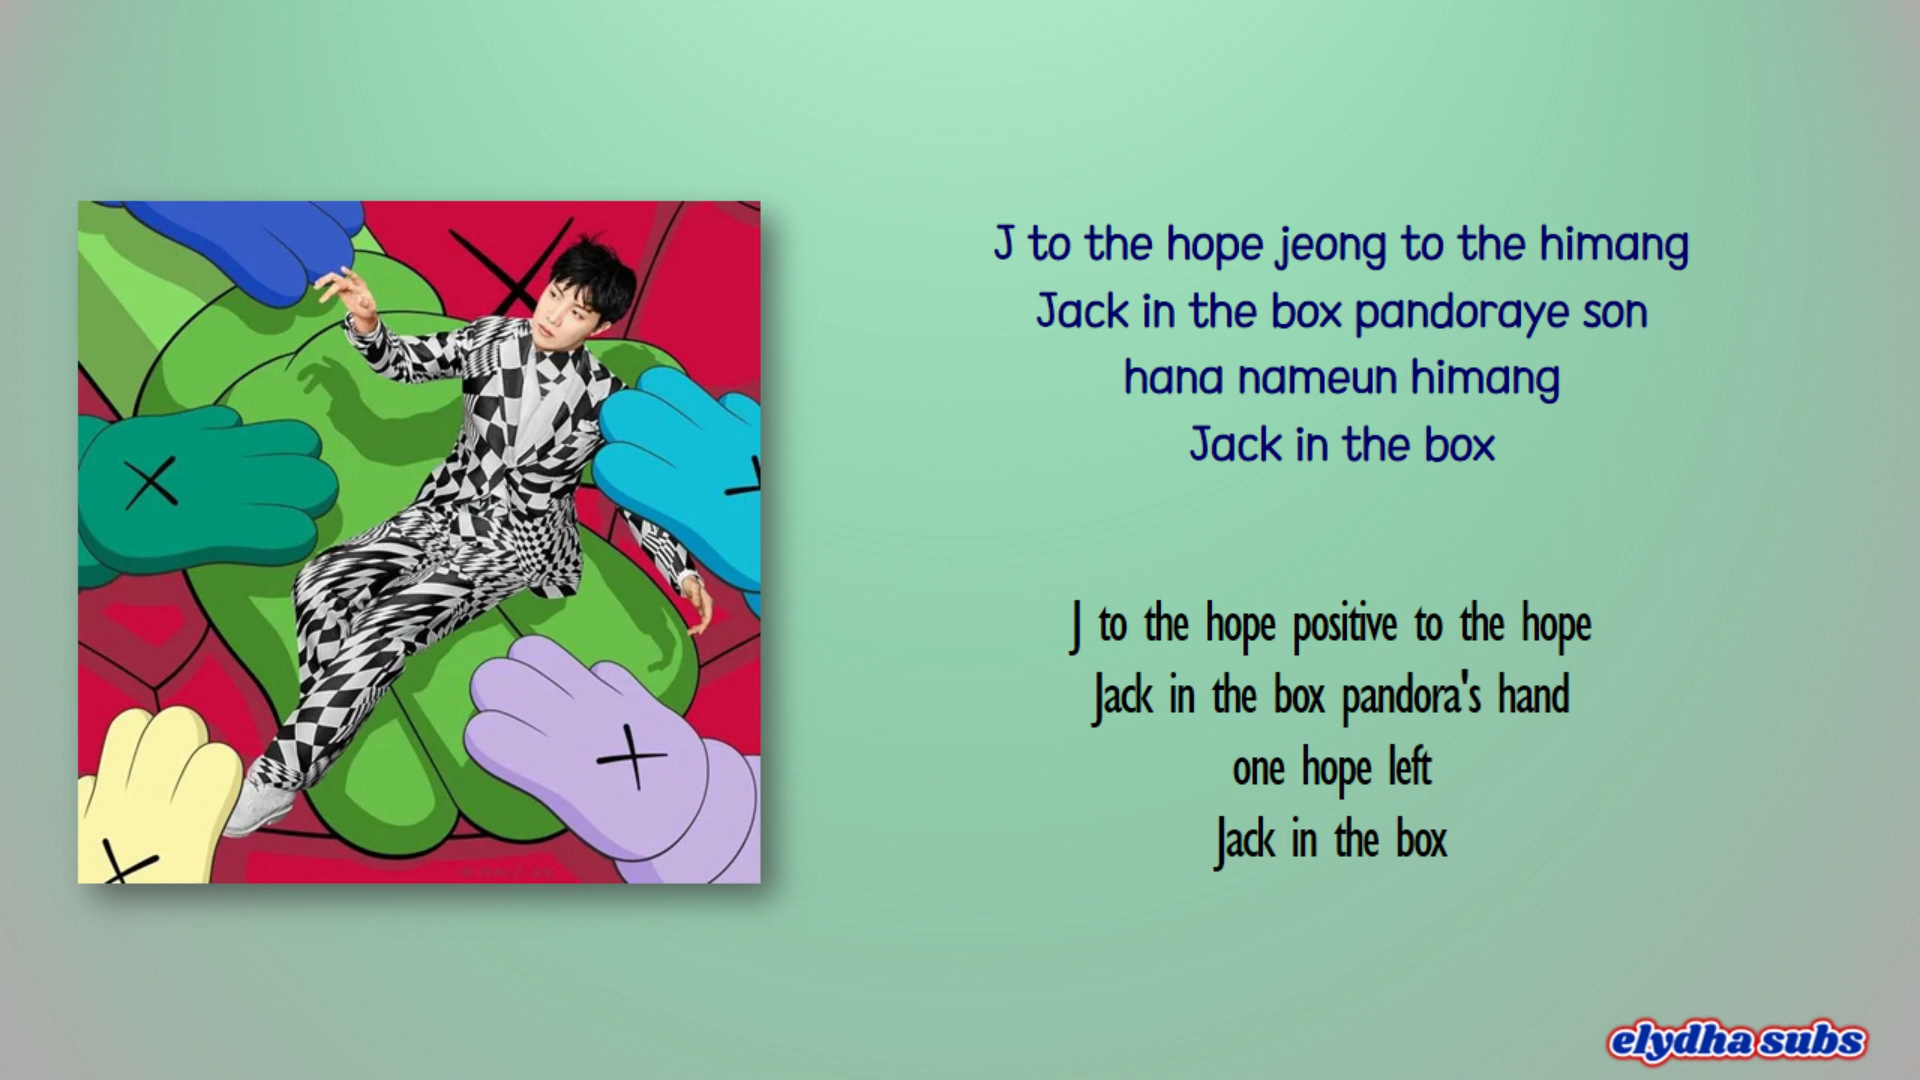 J to the hope jeong to the himang
Jack in the box pandoraye son
hana nameun himang
Jack in the box
J to the hope positive to the hope
Jack in the box pandora's hand
one hope left
Jack in the box
elydha subs